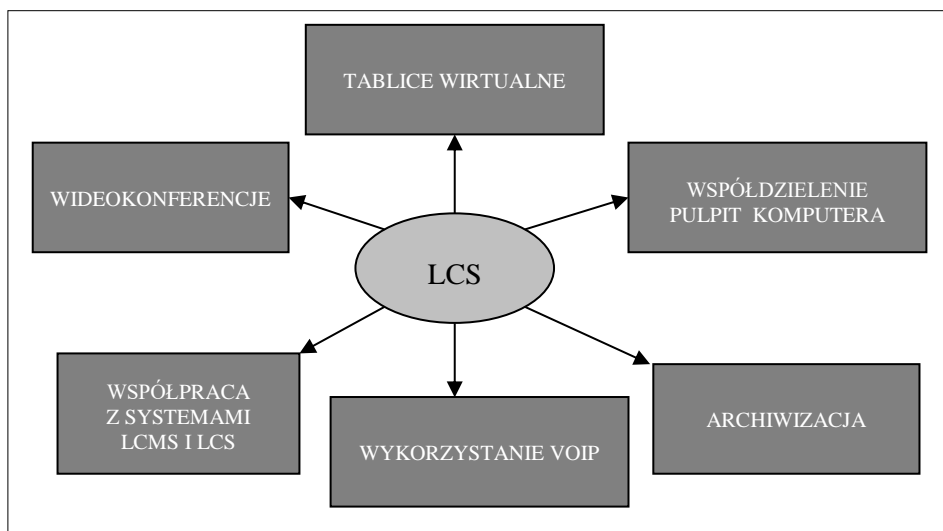 TABLICE WIRTUALNE
WIDEOKONFERENCJE
WSPÓŁDZIELENIE
PULPIT KOMPUTERA
LCS
WSPÓŁPRACA
Z SYSTEMAMI
LCMS I LCS
WYKORZYSTANIE VOIP
ARCHIWIZACJA